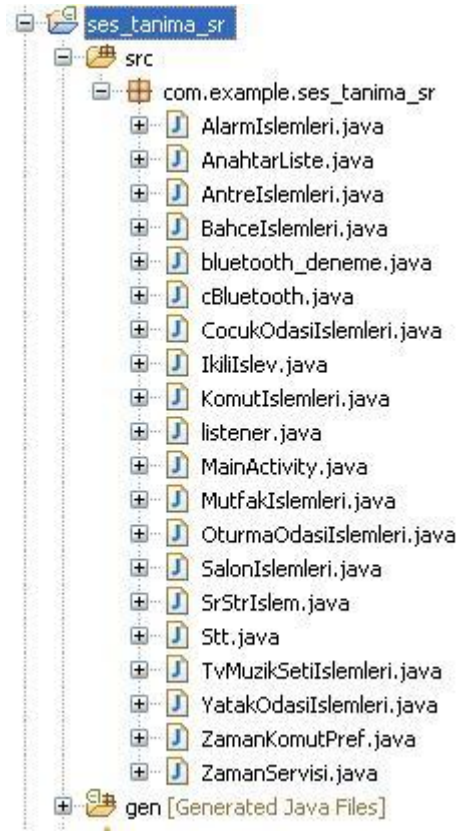 ses_tanima_sr
src
com.example.ses_tanima_sr
AlarmIslemleri.java
AnahtarListe.java
AntreIslemleri.java
BahceIslemleri.java
bluetooth_deneme.java
cBluetooth.java
CocukOdasiIslemleri.java
IkiliIslev.java
KomutIslemleri.java
listener.java
MainActivity.java
MutfakIslemleri.java
OturmaOdasiIslemleri.java
SalonIslemleri.java
SrStrIslem.java
Stt.java
TvMuzikSetiIslemleri.java
YatakOdasiIslemleri.java
ZamanKomutPref.java
ZamanServisi.java
gen [Generated Java Files]